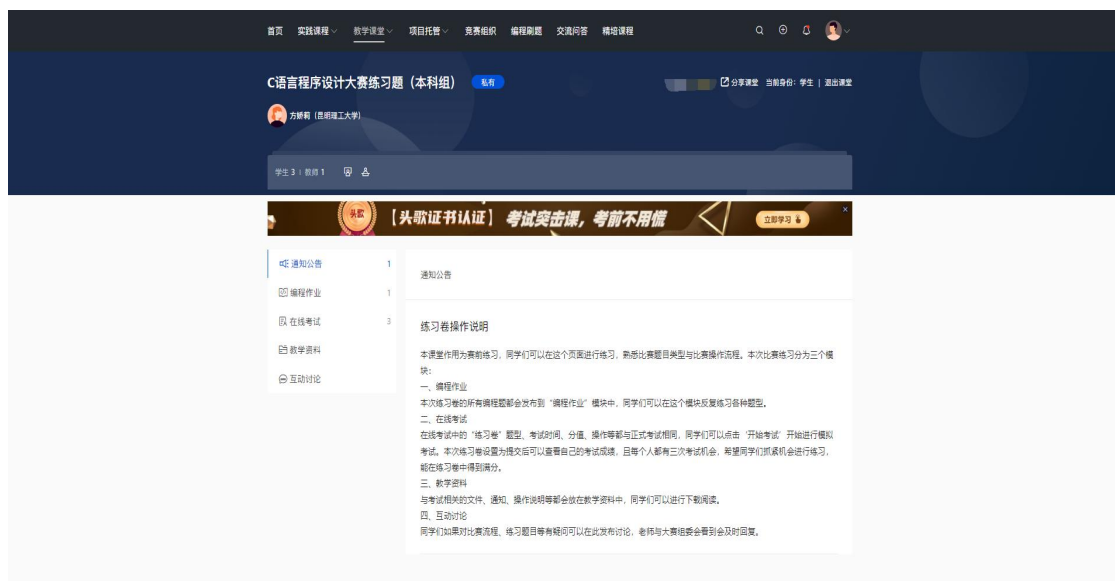 首页 实践课程 教学课堂 项目托管 竞赛组织 编程刷题 交流问答 精培课程
C语言程序设计大赛练习题（本科组） 私有
分享课堂 当前身份：学生 | 退出课堂
方娇莉（昆明理工大学）
学生 3 | 教师 1
头歌 【头歌证书认证】 考试突击课，考前不用慌 立即学习
通知公告 1
编程作业 1
在线考试 3
教学资料
互动讨论
通知公告
练习卷操作说明
本课堂作用为赛前练习，同学们可以在这个页面进行练习，熟悉比赛题目类型与比赛操作流程。本次比赛练习分为三个模
块：
一、编程作业
本次练习卷的所有编程题都会发布到“编程作业”模块中，同学们可以在这个模块反复练习各种题型。
二、在线考试
在线考试中的“练习卷”题型、考试时间、分值、操作等都与正式考试相同，同学们可以点击‘开始考试’开始进行模拟
考试。本次练习卷设置为提交后可以查看自己的考试成绩，且每个人都有三次考试机会，希望同学们抓紧机会进行练习，
能在练习卷中得到满分。
三、教学资料
与考试相关的文件、通知、操作说明等都会放在教学资料中，同学们可以进行下载阅读。
四、互动讨论
同学们如果对比赛流程、练习题目等有疑问可以在此发布讨论，老师与大赛组委会看到会及时回复。